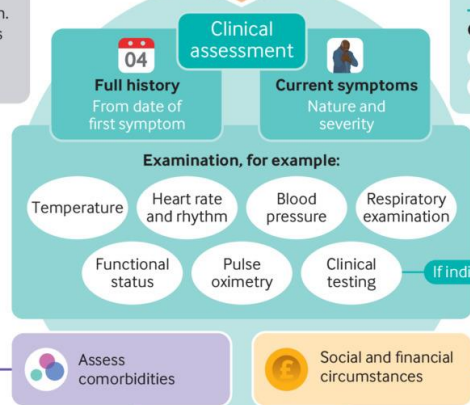 n.
s
Clinical
assessment
04
Full history
From date of
first symptom
Current symptoms
Nature and
severity
Examination, for example:
Temperature
Heart rate
and rhythm
Blood
pressure
Respiratory
examination
Functional
status
Pulse
oximetry
Clinical
testing
If indi
Assess
comorbidities
£
Social and financial
circumstances